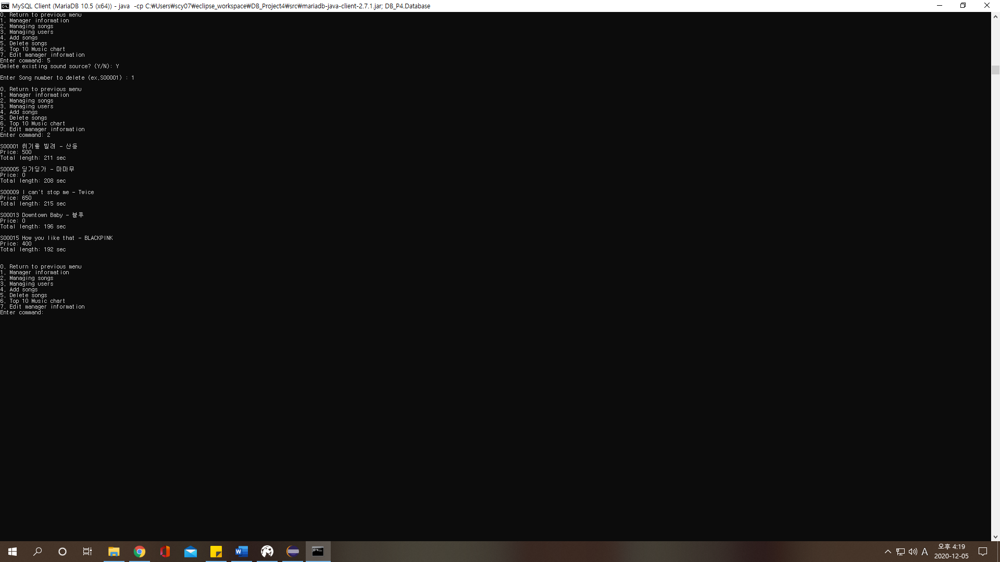 MySQL Client (MariaDB 10.5 (x64)) - java  -cp C:₩Users₩scy07₩eclipse_workspace₩DB_Project4₩src₩mariadb-java-client-2.7.1.jar; DB_P4.Database
0. Return to previous menu
1. Manager information
2. Managing songs
3. Managing users
4. Add songs
5. Delete songs
6. Top 10 Music chart
7. Edit manager information
Enter command: 5
Delete existing sound source? (Y/N): Y
Enter Song number to delete (ex.S00001) : 1
0. Return to previous menu
1. Manager information
2. Managing songs
3. Managing users
4. Add songs
5. Delete songs
6. Top 10 Music chart
7. Edit manager information
Enter command: 2
S00001 취기를 빌려 - 산들
Price: 500
Total length: 211 sec
S00005 딩가딩가 - 마마무
Price: 0
Total length: 208 sec
S00009 I can't stop me - Twice
Price: 650
Total length: 215 sec
S00013 Downtown Baby - 블루
Price: 0
Total length: 196 sec
S00015 How you like that - BLACKPINK
Price: 400
Total length: 192 sec
0. Return to previous menu
1. Manager information
2. Managing songs
3. Managing users
4. Add songs
5. Delete songs
6. Top 10 Music chart
7. Edit manager information
Enter command:
A
오후 4:19
2020-12-05